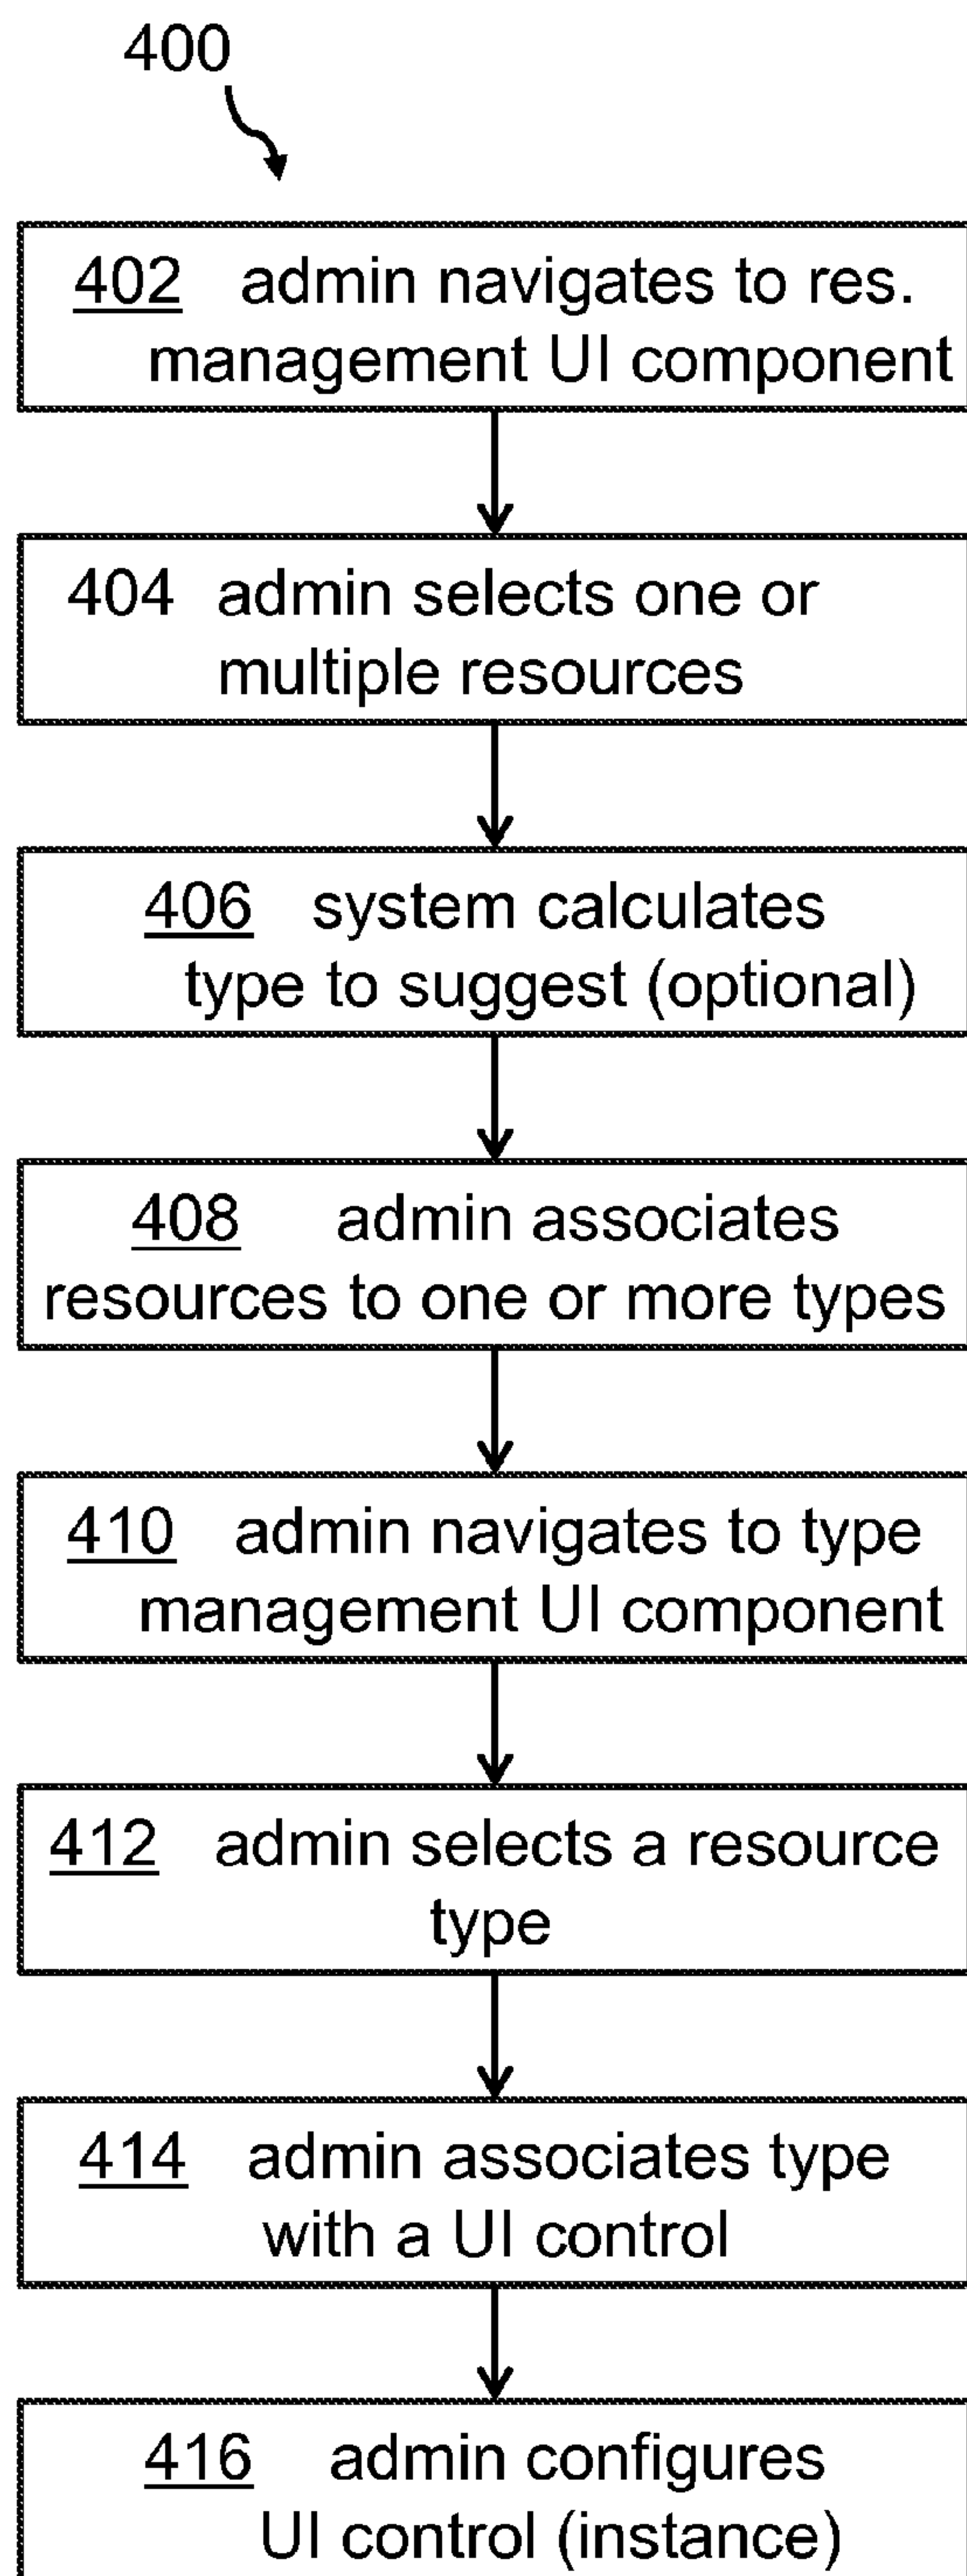 400
402 admin navigates to res.
management UI component
404 admin selects one or
multiple resources
406 system calculates
type to suggest (optional)
408 admin associates
resources to one or more types
410 admin navigates to type
management UI component
412 admin selects a resource
type
414 admin associates type
with a UI control
416 admin configures
UI control (instance)